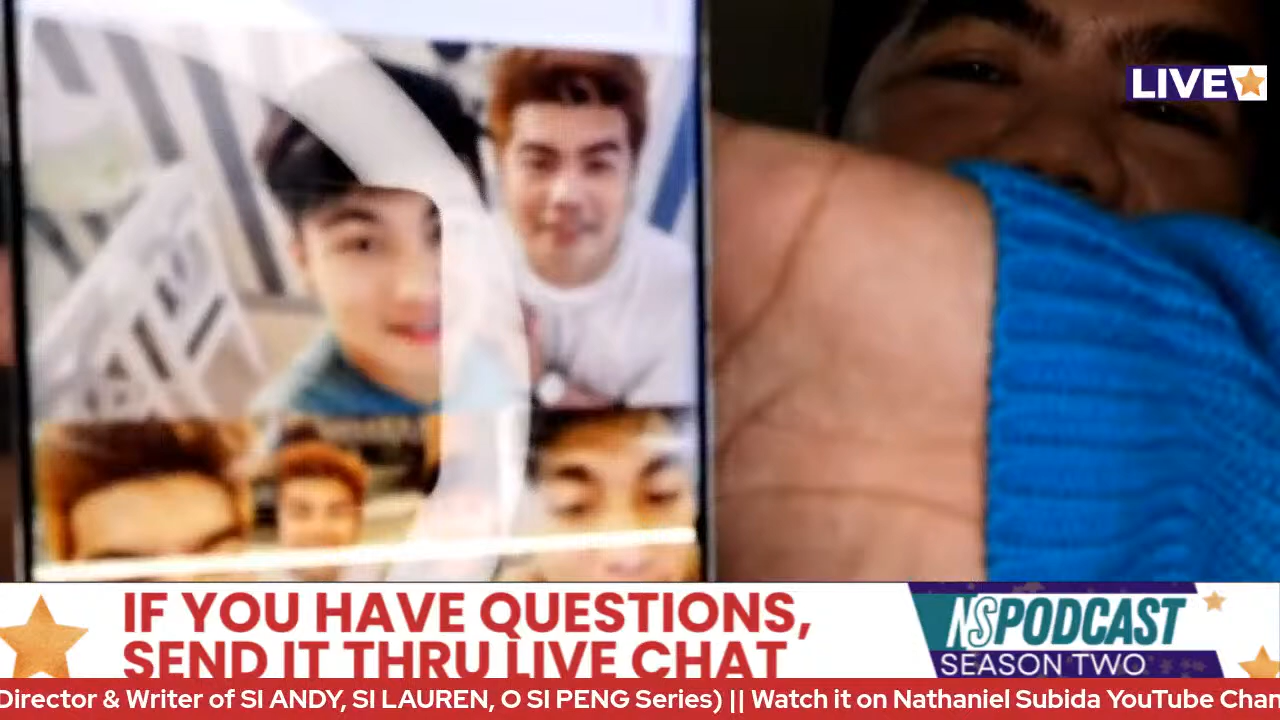 LIVE
IF YOU HAVE QUESTIONS,
SEND IT THRU LIVE CHAT
NSPODCAST
SEASON TWO
Director & Writer of SI ANDY, SI LAUREN, O SI PENG Series) || Watch it on Nathaniel Subida YouTube Chan